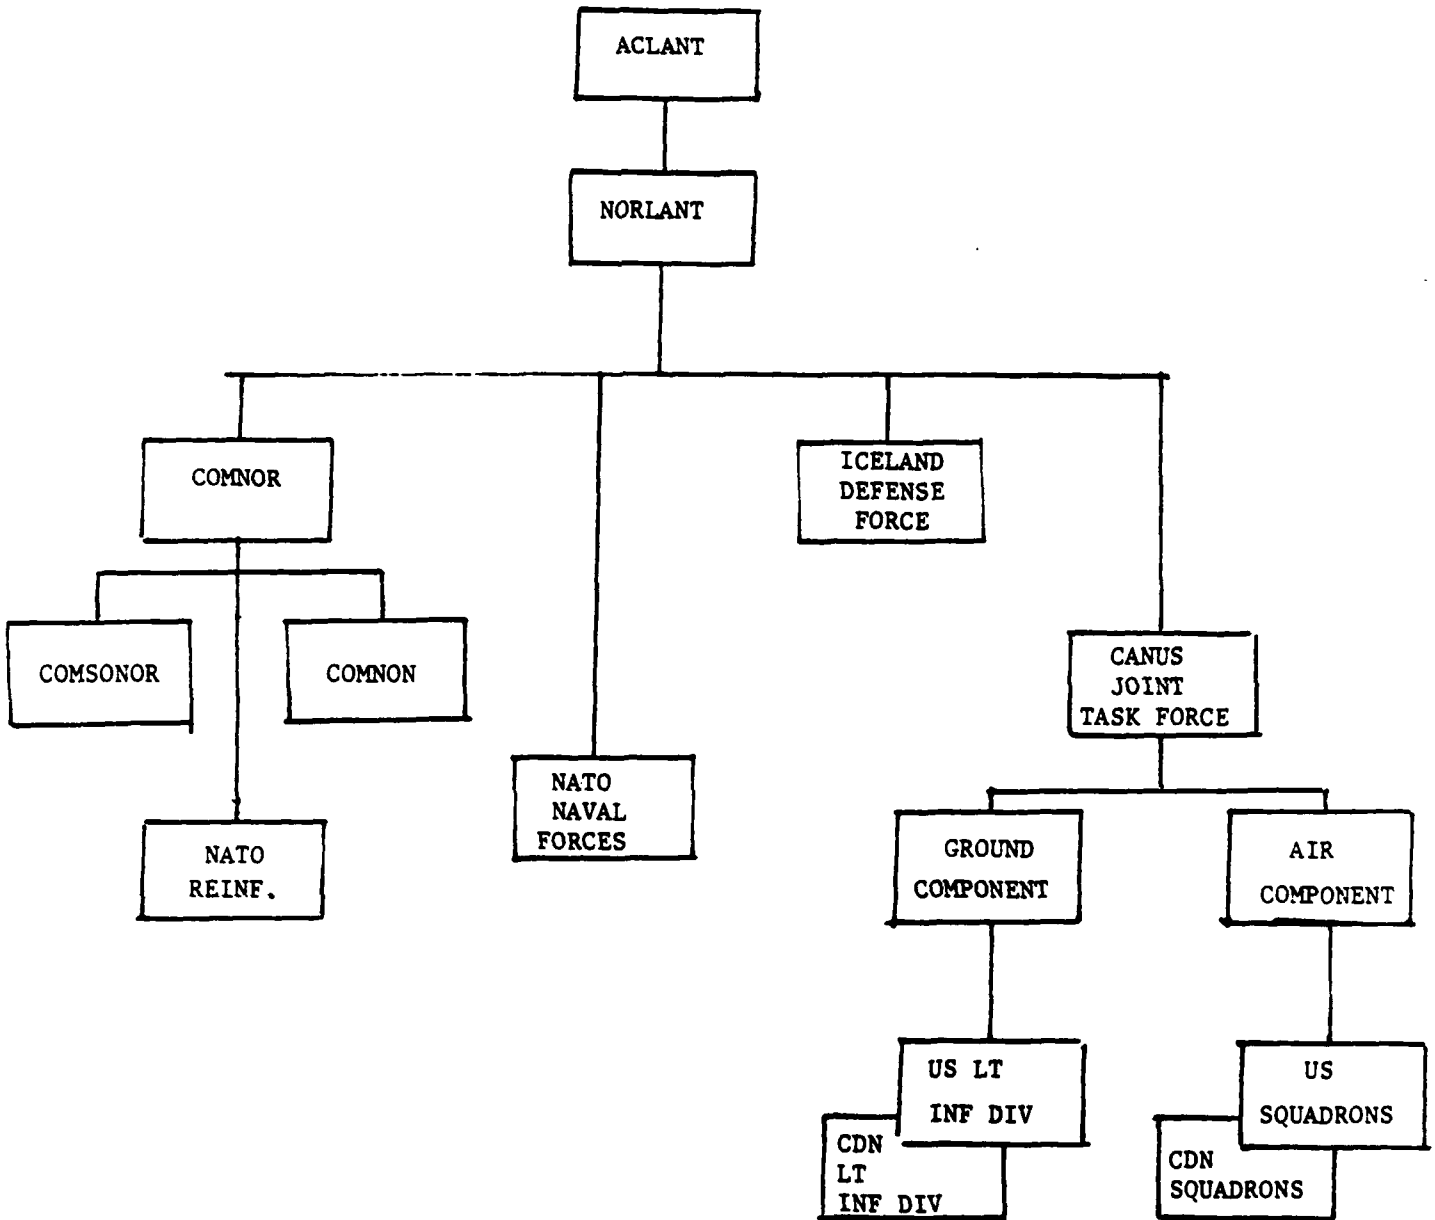 ACLANT
NORLANT
COMNOR
ICELAND
DEFENSE
FORCE
COMSONOR
COMNON
CANUS
JOINT
TASK FORCE
NATO
NAVAL
FORCES
NATO
REINF.
GROUND
COMPONENT
AIR
COMPONENT
US LT
INF DIV
US
SQUADRONS
CDN
LT
INF DIV
CDN
SQUADRONS